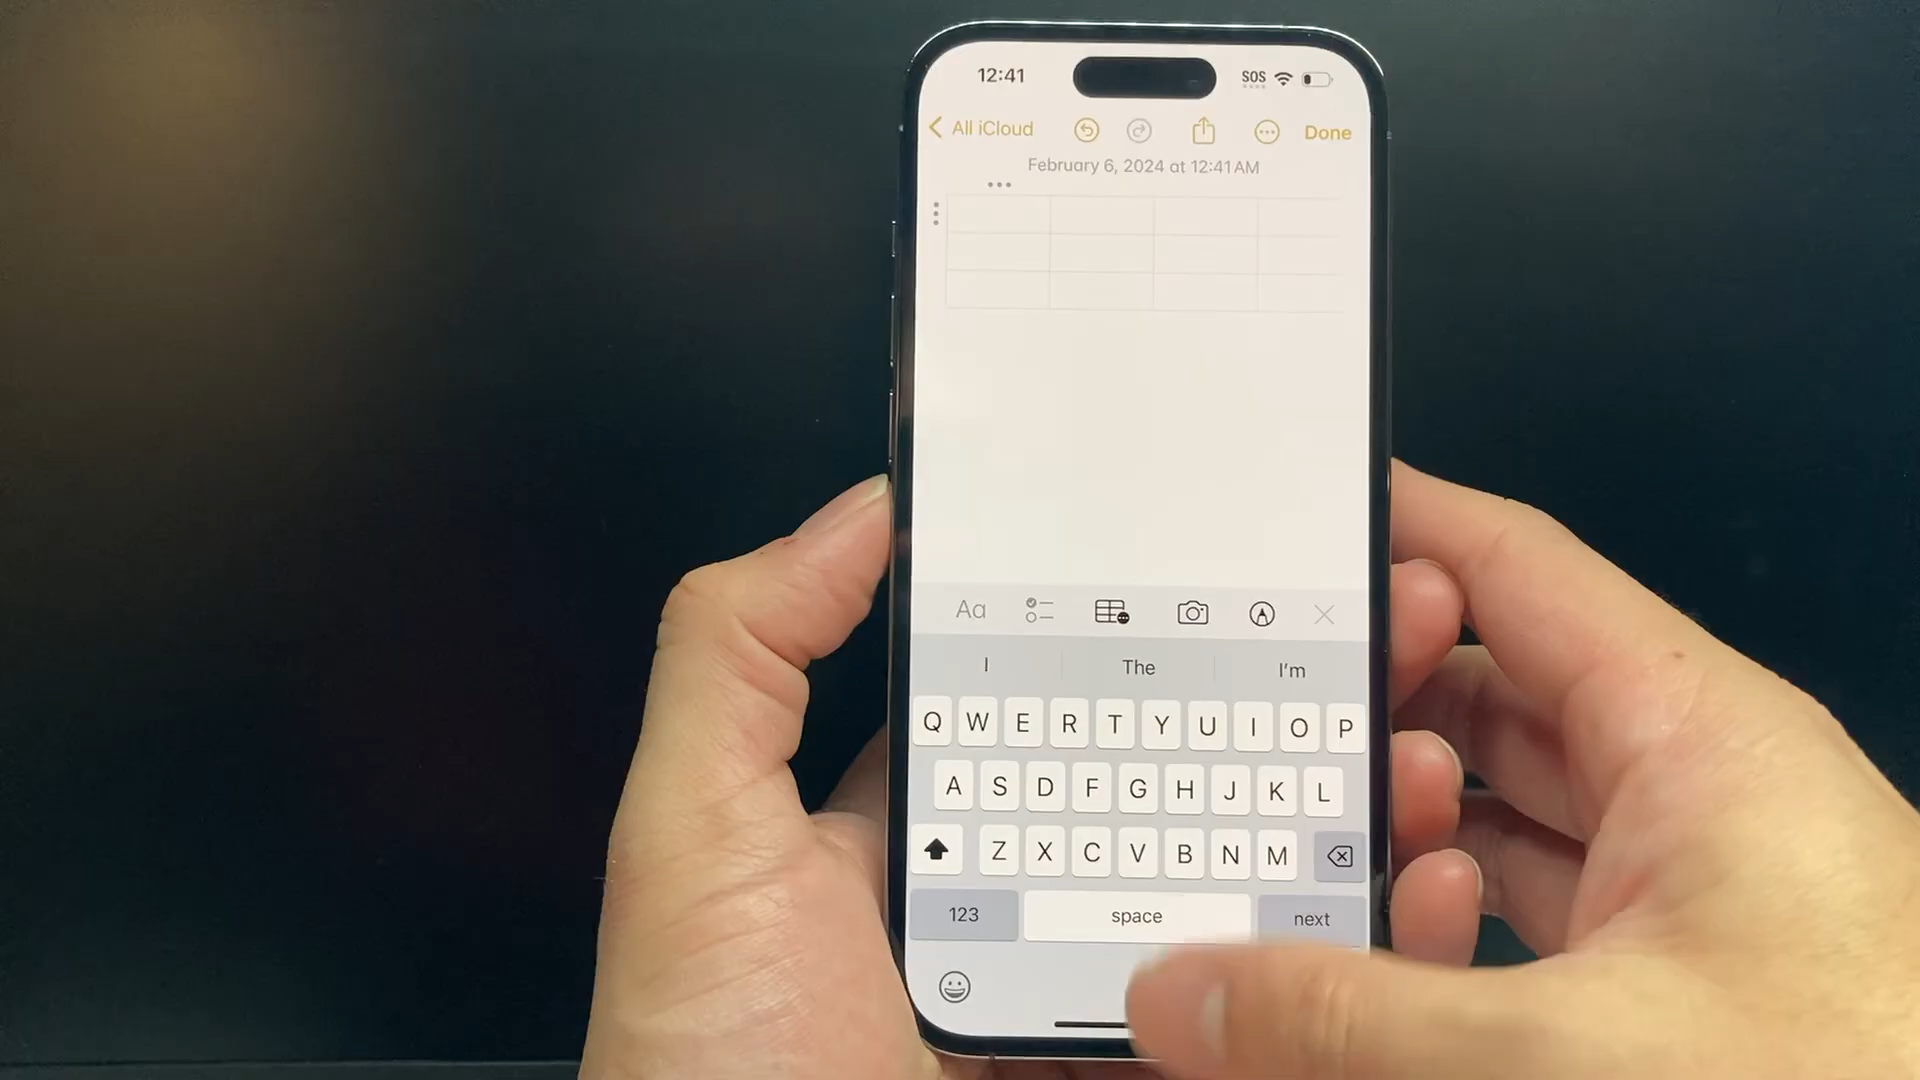 12:41 SOS
All iCloud Done
February 6, 2024 at 12:41 AM
Aa
I The I'm
Q W E R T Y U I O P
A S D F G H J K L
Z X C V B N M
123 space next